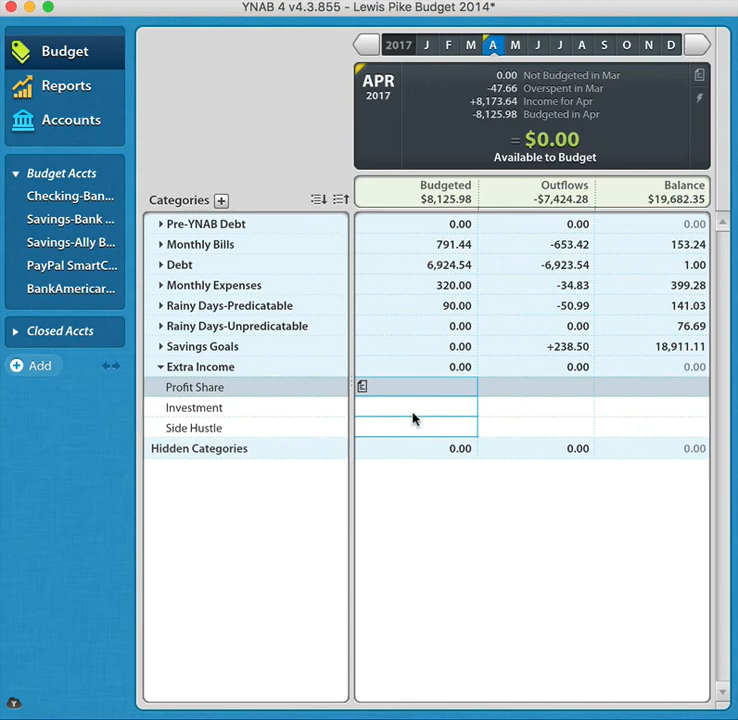 YNAB 4 v4.3.855 - Lewis Pike Budget 2014*
Budget
Reports
Accounts
Budget Accts
Checking-Ban...
Savings-Bank ...
Savings-Ally B...
PayPal SmartC...
BankAmericar...
Closed Accts
Add
2017 J F M A M J J A S O N D
APR
2017
0.00 Not Budgeted in Mar
-47.66 Overspent in Mar
+8,173.64 Income for Apr
-8,125.98 Budgeted in Apr
= $0.00
Available to Budget
Categories
Budgeted Outflows Balance
$8,125.98 -$7,424.28 $19,682.35
Pre-YNAB Debt 0.00 0.00 0.00
Monthly Bills 791.44 -653.42 153.24
Debt 6,924.54 -6,923.54 1.00
Monthly Expenses 320.00 -34.83 399.28
Rainy Days-Predicatable 90.00 -50.99 141.03
Rainy Days-Unpredicatable 0.00 0.00 76.69
Savings Goals 0.00 +238.50 18,911.11
Extra Income 0.00 0.00 0.00
Profit Share
Investment
Side Hustle
Hidden Categories 0.00 0.00 0.00
Y